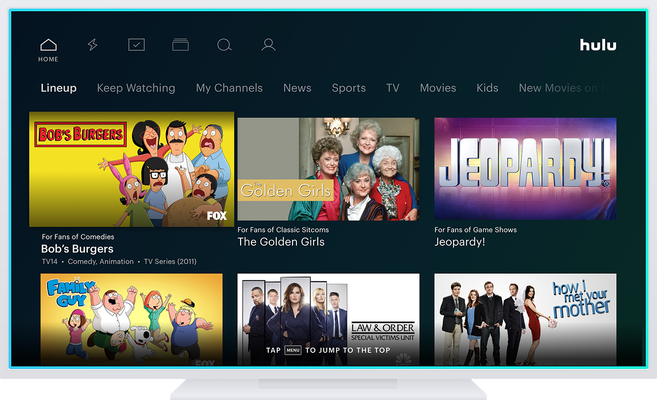 hulu
HOME
Lineup Keep Watching My Channels News Sports TV Movies Kids New Movies on
BOB'S BURGERS
FOX
The Golden Girls
JEOPARDY!
For Fans of Comedies
Bob's Burgers
TV14 • Comedy, Animation • TV Series (2011)
For Fans of Classic Sitcoms
The Golden Girls
For Fans of Game Shows
Jeopardy!
FAMILY GUY
FOX
LAW & ORDER
SPECIAL VICTIMS UNIT
NBC
how i met your mother
TAP MENU TO JUMP TO THE TOP